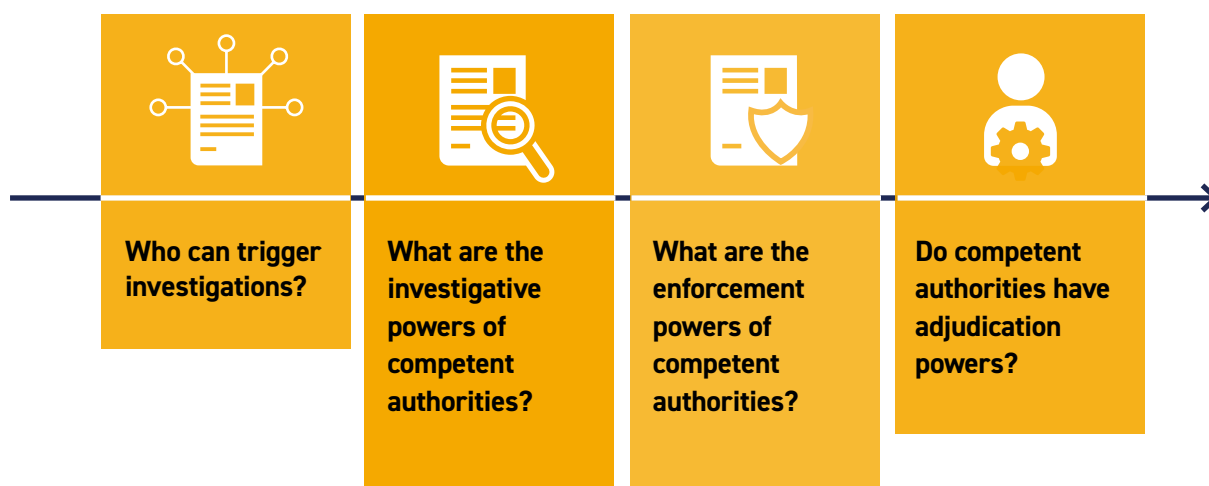 Who can trigger
investigations?
What are the
investigative
powers of
competent
authorities?
What are the
enforcement
powers of
competent
authorities?
Do competent
authorities have
adjudication
powers?